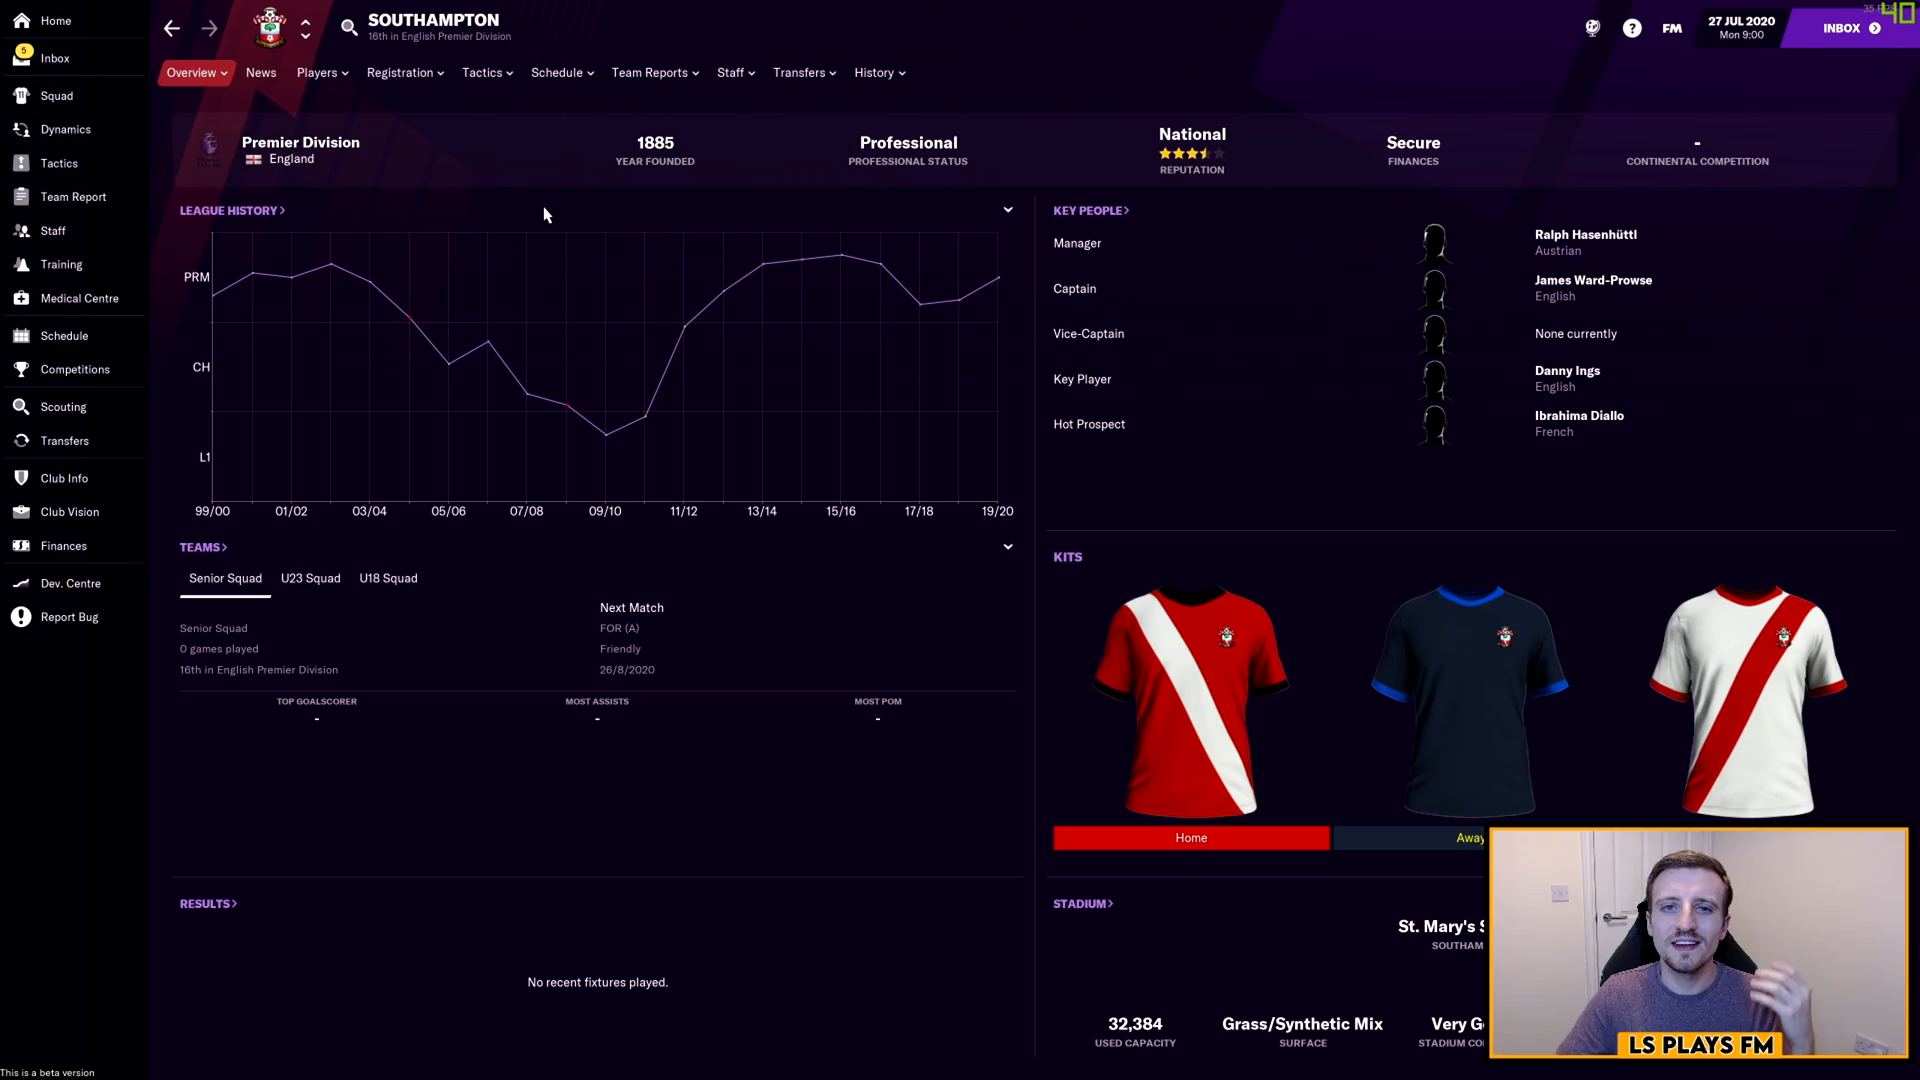 Home
5
Inbox
Squad
Dynamics
Tactics
Team Report
Staff
Training
Medical Centre
Schedule
Competitions
Scouting
Transfers
Club Info
Club Vision
Finances
Dev. Centre
Report Bug
This is a beta version
SOUTHAMPTON
16th in English Premier Division
FM
27 JUL 2020
Mon 9:00
INBOX
40
Overview
News
Players
Registration
Tactics
Schedule
Team Reports
Staff
Transfers
History
Premier Division
England
1885
YEAR FOUNDED
Professional
PROFESSIONAL STATUS
National
REPUTATION
Secure
FINANCES
-
CONTINENTAL COMPETITION
LEAGUE HISTORY>
PRM
CH
L1
99/00 01/02 03/04 05/06 07/08 09/10 11/12 13/14 15/16 17/18 19/20
TEAMS>
Senior Squad U23 Squad U18 Squad
Senior Squad
0 games played
16th in English Premier Division
Next Match
FOR (A)
Friendly
26/8/2020
TOP GOALSCORER
-
MOST ASSISTS
-
MOST POM
-
RESULTS>
No recent fixtures played.
KEY PEOPLE>
Manager
Ralph Hasenhüttl
Austrian
Captain
James Ward-Prowse
English
Vice-Captain
None currently
Key Player
Danny Ings
English
Hot Prospect
Ibrahima Diallo
French
KITS
Home
Away
STADIUM>
St. Mary's S
SOUTHAM
32,384
USED CAPACITY
Grass/Synthetic Mix
SURFACE
Very G
STADIUM CO
LS PLAYS FM